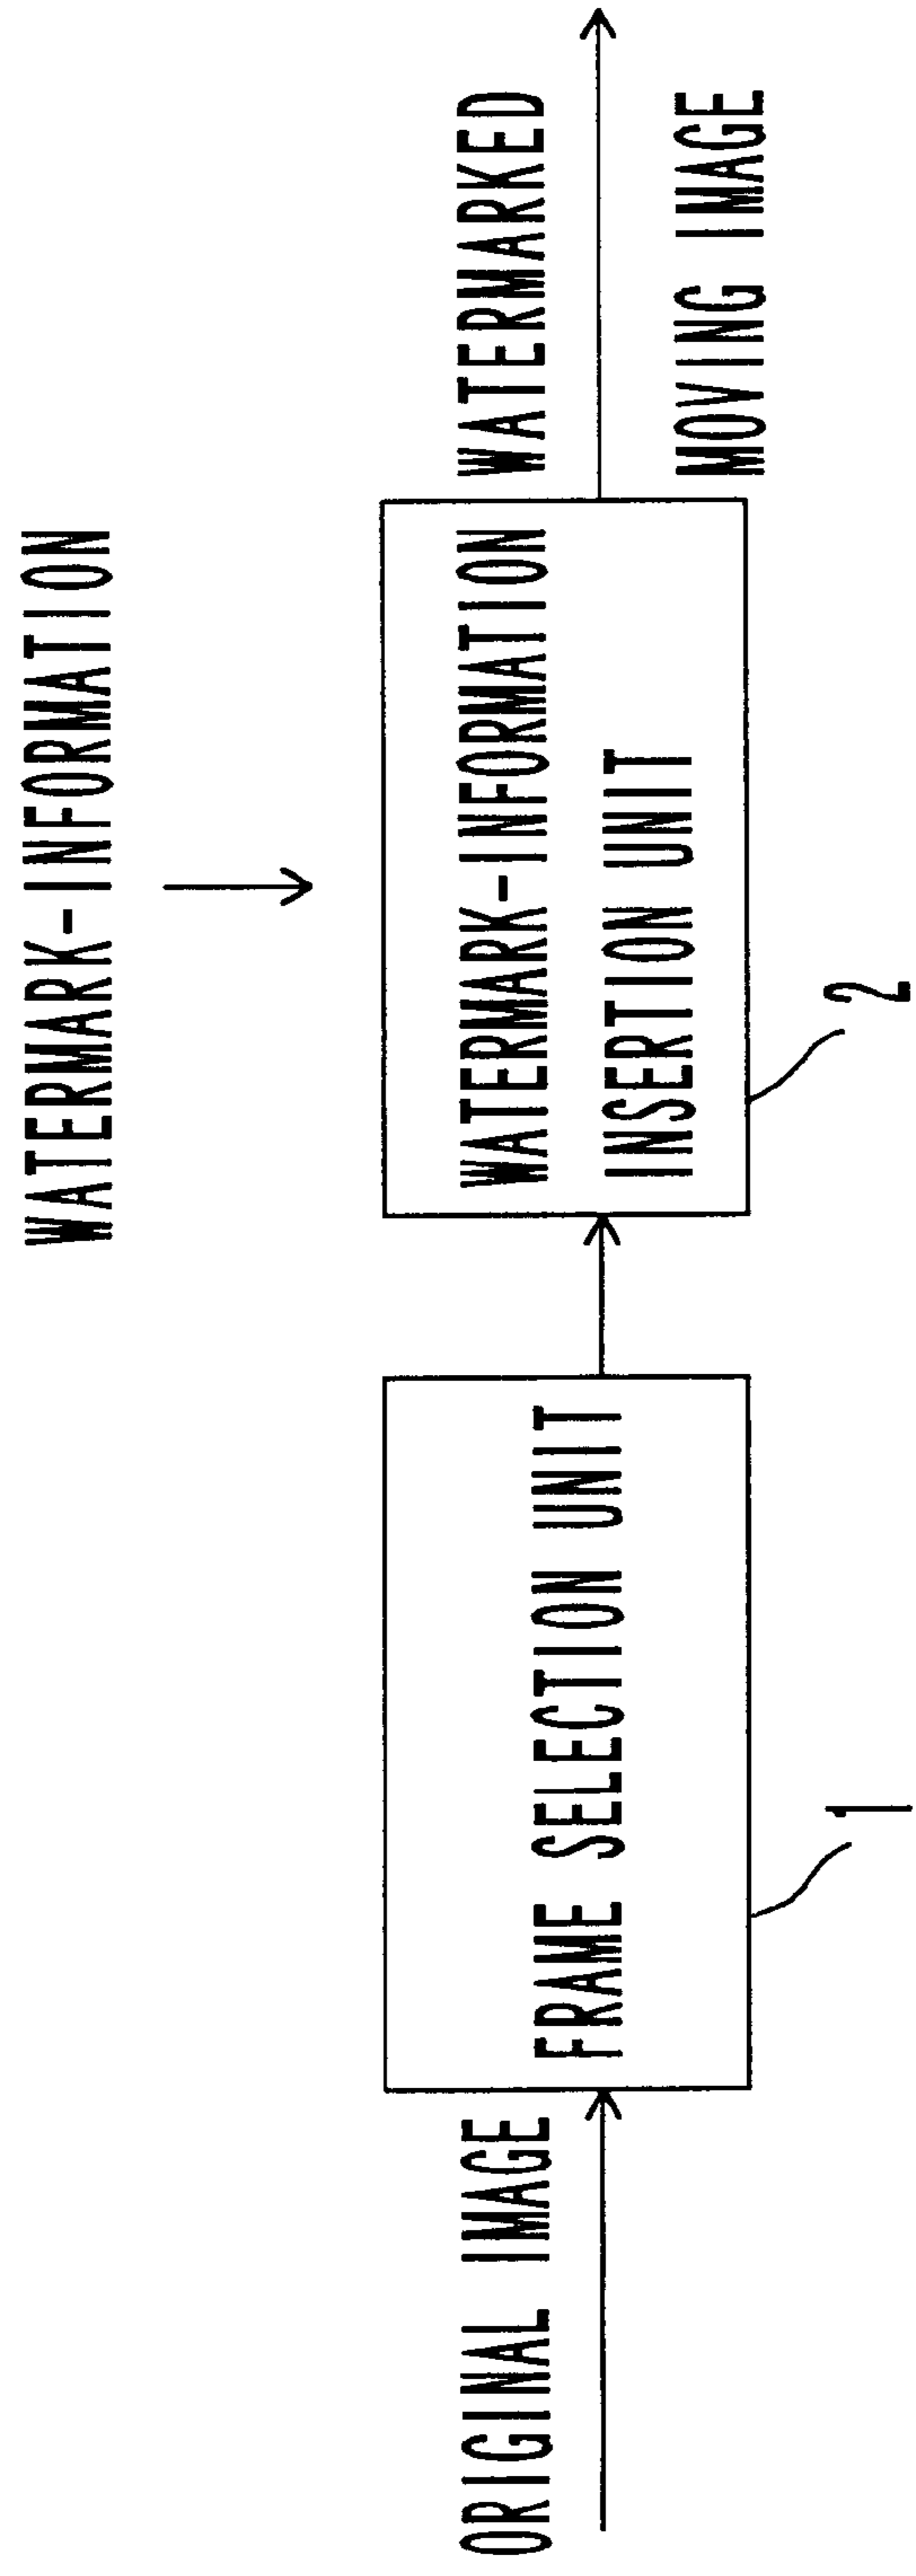 WATERMARK-INFORMATION
ORIGINAL IMAGE
FRAME SELECTION UNIT
1
WATERMARK-INFORMATION
INSERTION UNIT
2
WATERMARKED
MOVING IMAGE